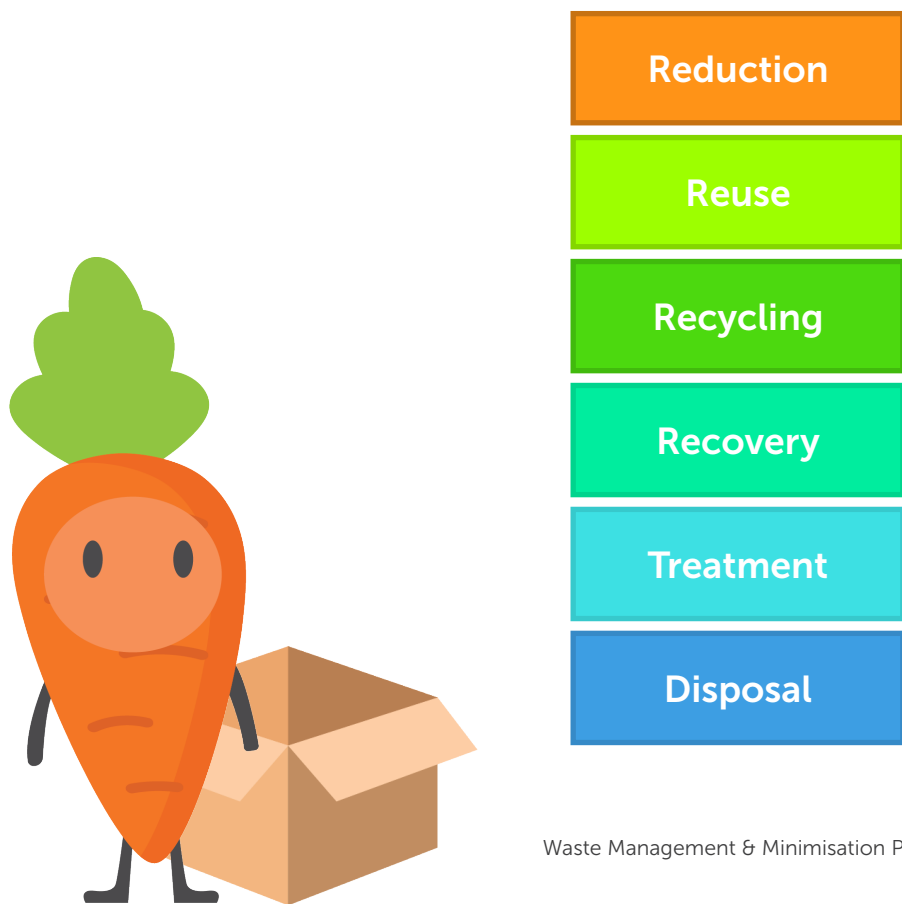 Reduction
Reuse
Recycling
Recovery
Treatment
Disposal
Waste Management & Minimisation P